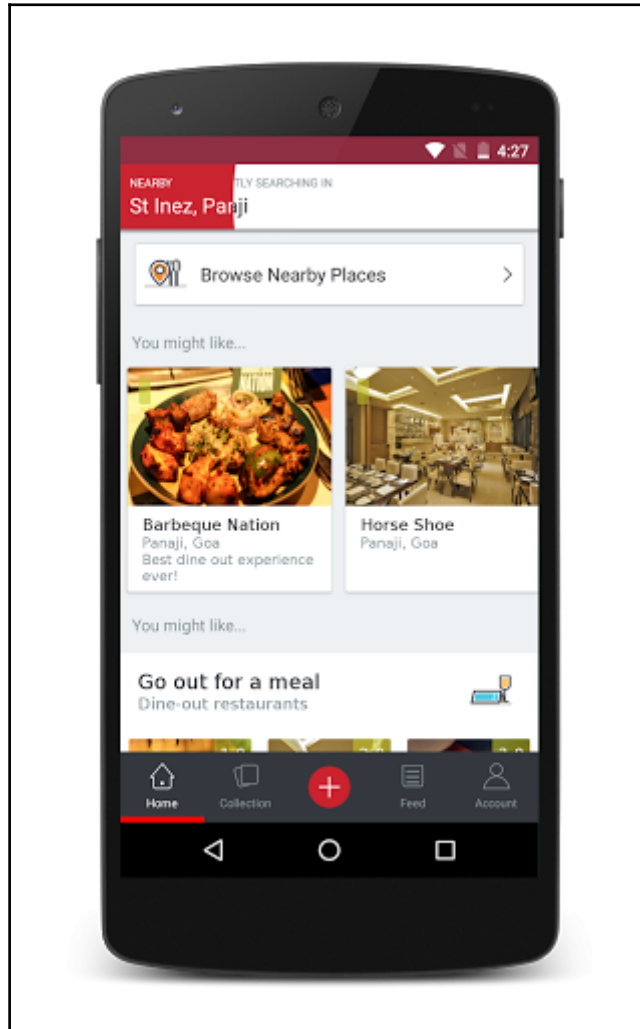 4:27
NEARBY
TLY SEARCHING IN
St Inez, Panji
Browse Nearby Places
You might like...
Barbeque Nation
Panaji, Goa
Best dine out experience
ever!
Horse Shoe
Panaji, Goa
You might like...
Go out for a meal
Dine-out restaurants
Home
Collection
Feed
Account